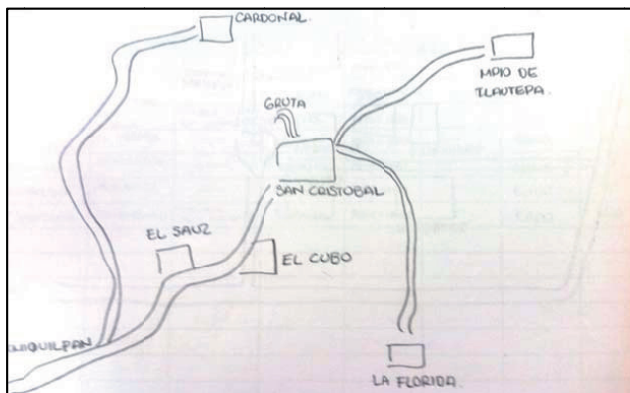 CARDONAL.
MPIO DE
TLAUTEPA.
GRUTA
SAN CRISTOBAL
EL SAUZ
EL CUBO
LA FLORIDA.